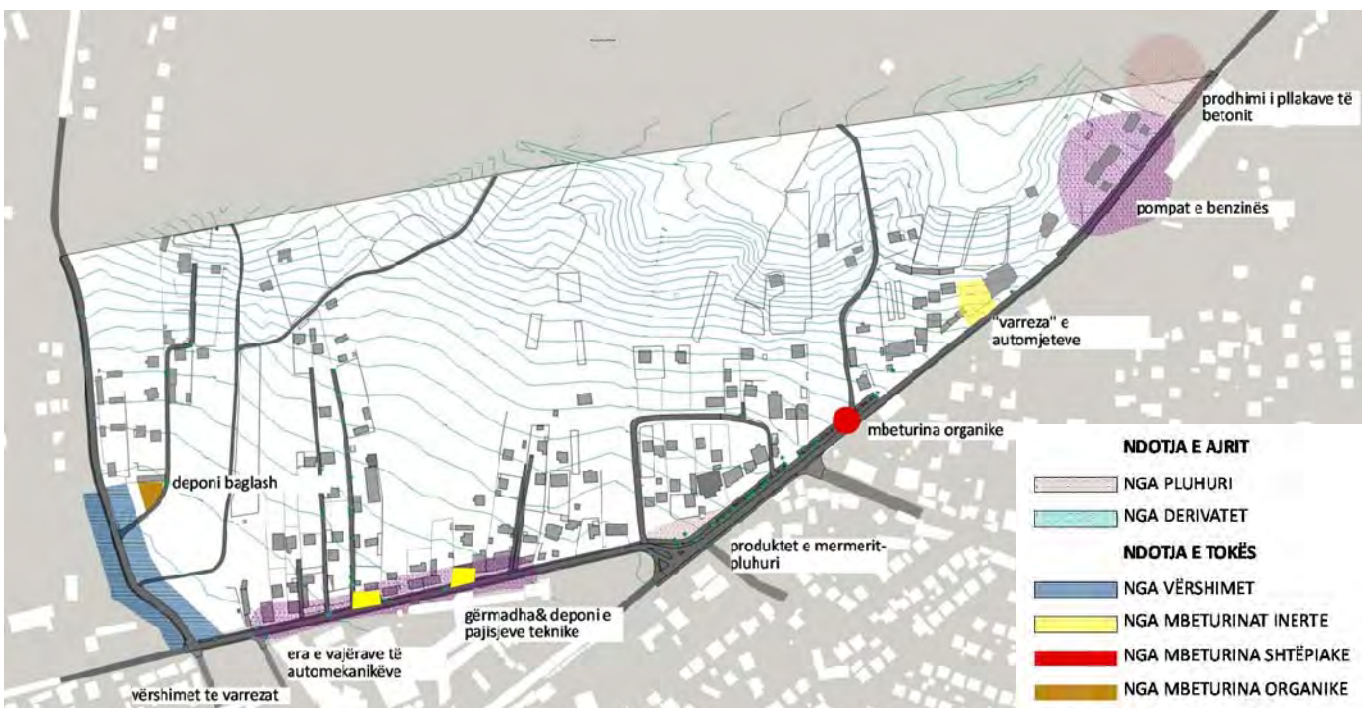 prodhimi i pllakave të
betonit
pompat e benzinës
"varreza" e
automjeteve
mbeturina organike
deponi baglash
produktet e mermerit-
pluhuri
gërmadha& deponi e
pajisjeve teknike
era e vajërave të
automekanikëve
vërshimet te varrezat
NDOTJA E AJRIT
NGA PLUHURI
NGA DERIVATET
NDOTJA E TOKËS
NGA VËRSHIMET
NGA MBETURINAT INERTE
NGA MBETURINA SHTËPIAKE
NGA MBETURINA ORGANIKE